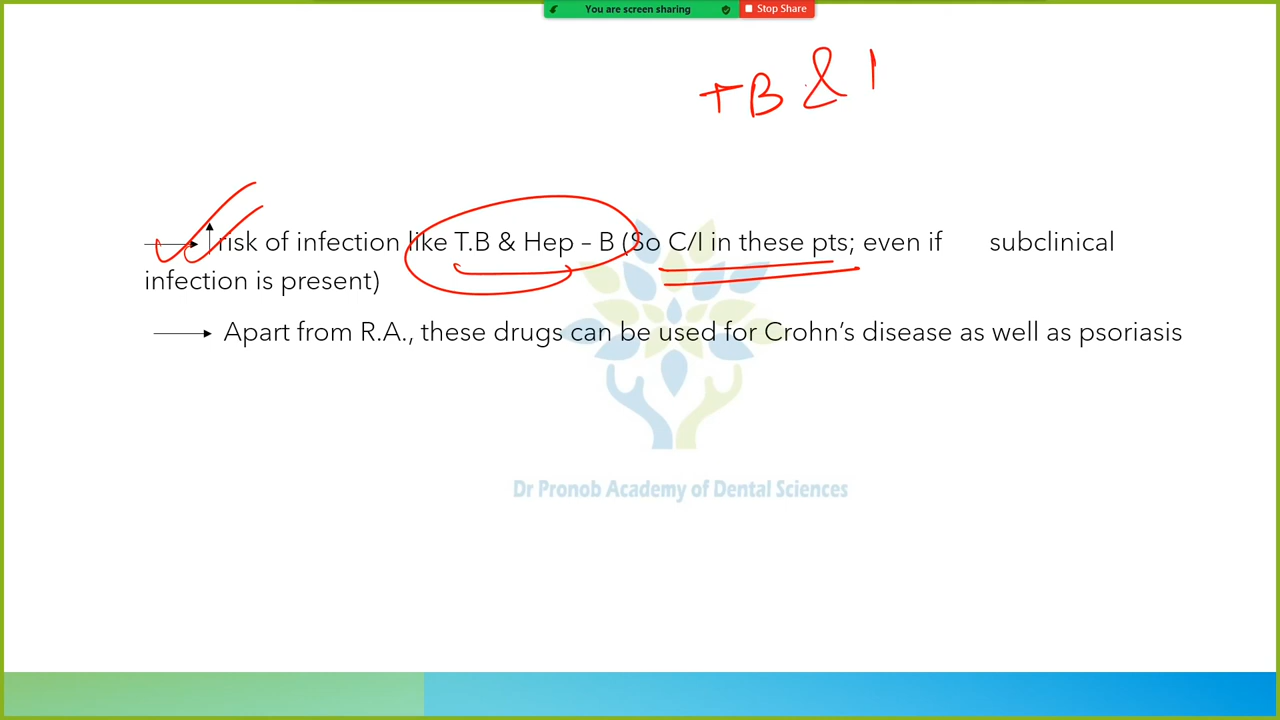 You are screen sharing Stop Share
TB &
↑ risk of infection like T.B & Hep – B (So C/I in these pts; even if subclinical
infection is present)
Apart from R.A., these drugs can be used for Crohn's disease as well as psoriasis
Dr Pronob Academy of Dental Sciences